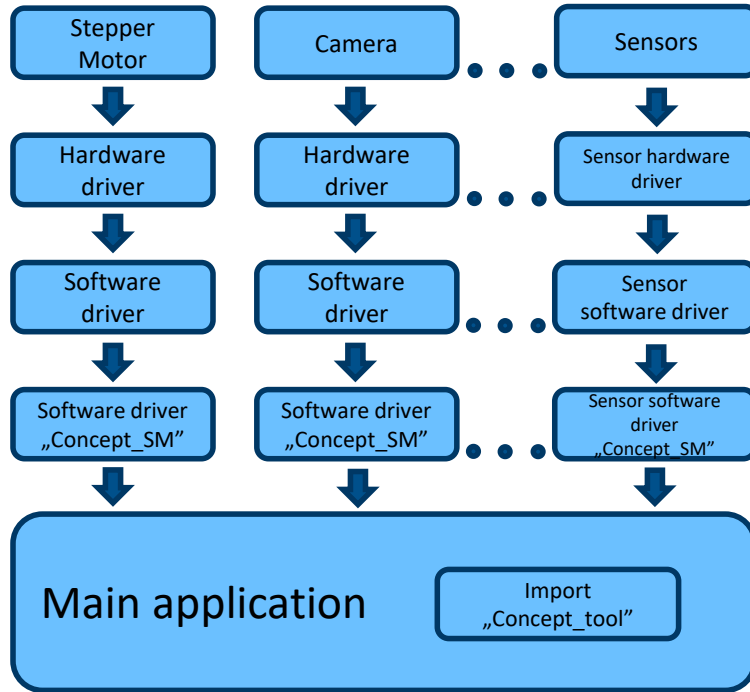 Stepper
Motor
Camera
Sensors
Hardware
driver
Hardware
driver
Sensor hardware
driver
Software
driver
Software
driver
Sensor
software driver
Software driver
„Concept_SM”
Software driver
„Concept_SM”
Sensor software
driver
„Concept_SM”
Main application
Import
„Concept_tool”